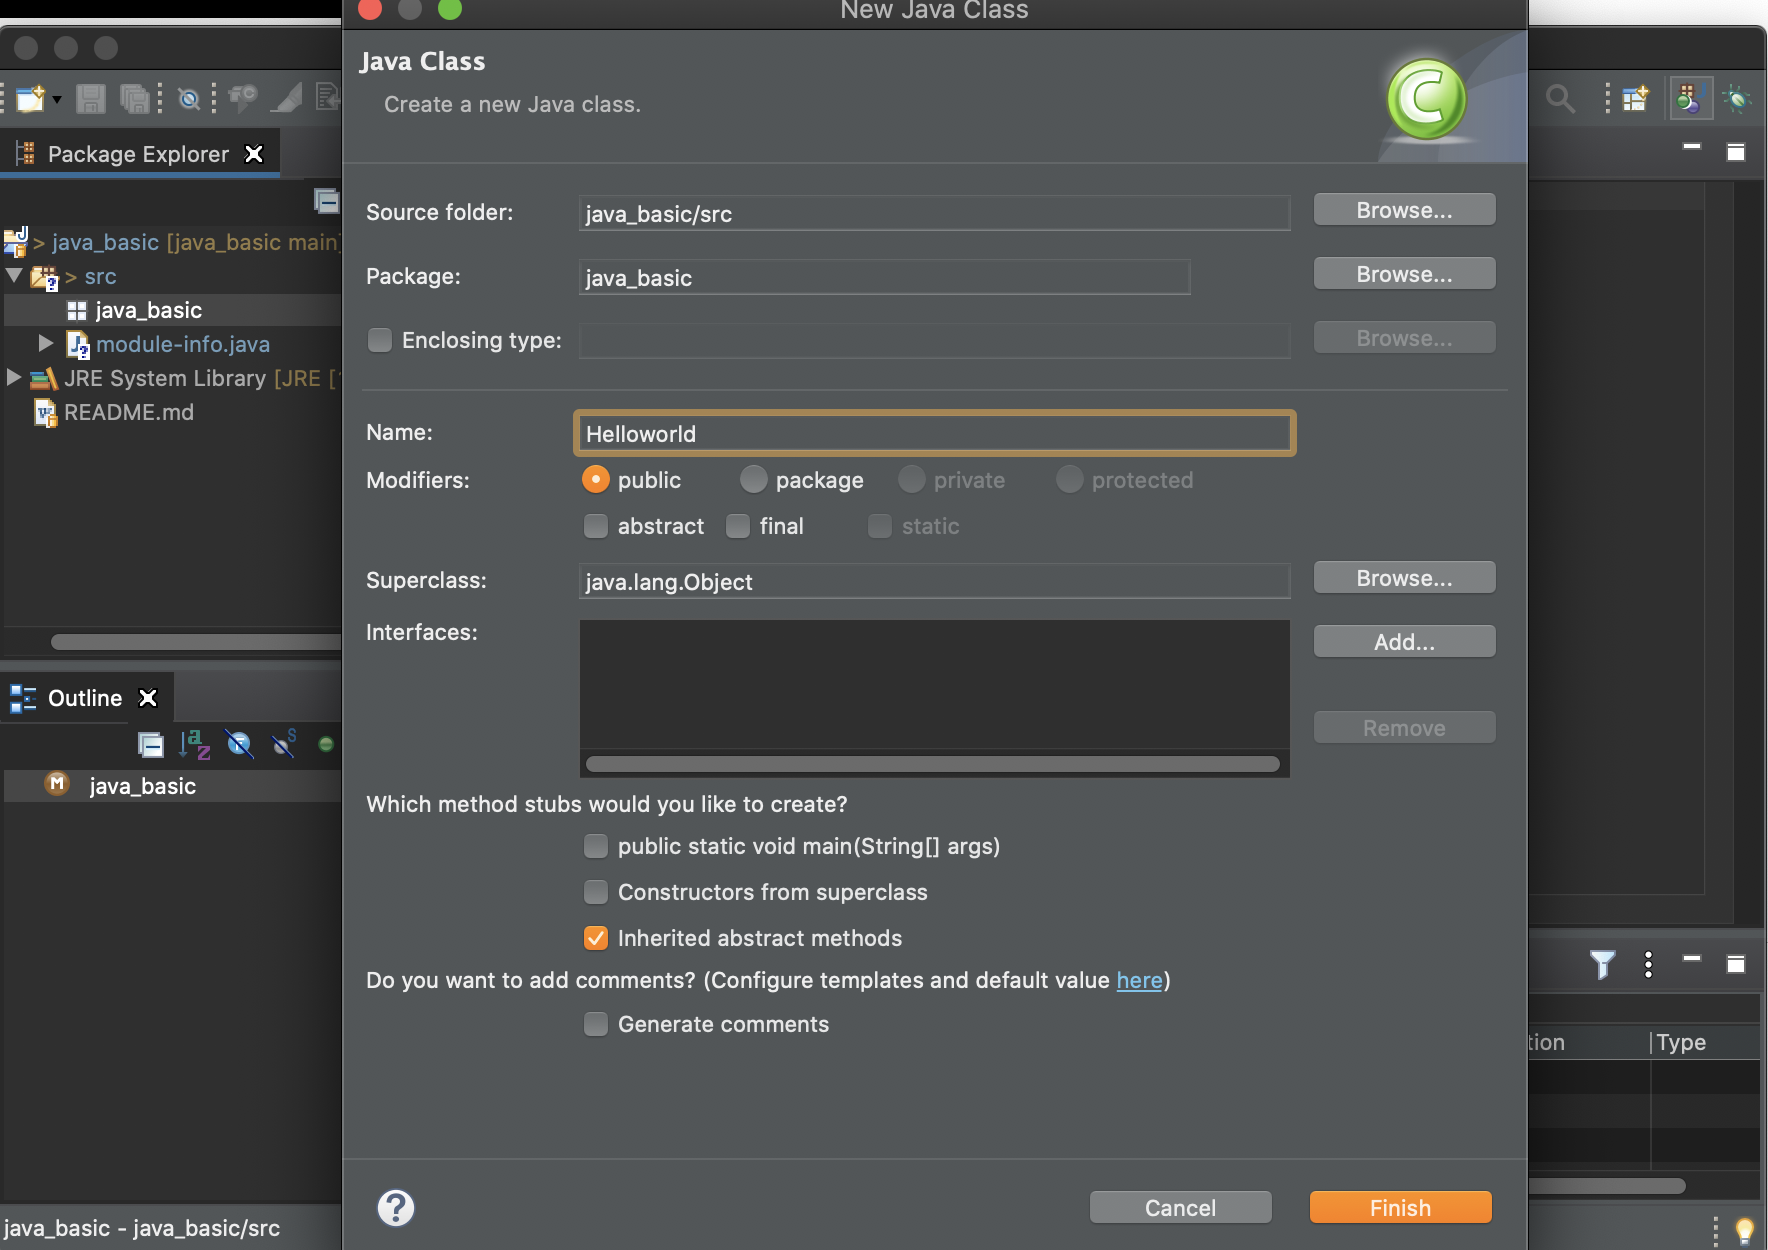 New Java Class
Java Class
Create a new Java class.
Package Explorer
> java_basic [java_basic main]
> src
java_basic
module-info.java
JRE System Library [JRE [
README.md
Outline
java_basic
java_basic - java_basic/src
Source folder:
java_basic/src
Browse...
Package:
java_basic
Browse...
Enclosing type:
Browse...
Name:
Helloworld
Modifiers:
public
package
private
protected
abstract
final
static
Superclass:
java.lang.Object
Browse...
Interfaces:
Add...
Remove
Which method stubs would you like to create?
public static void main(String[] args)
Constructors from superclass
Inherited abstract methods
Do you want to add comments? (Configure templates and default value here)
Generate comments
Cancel
Finish
tion
Type